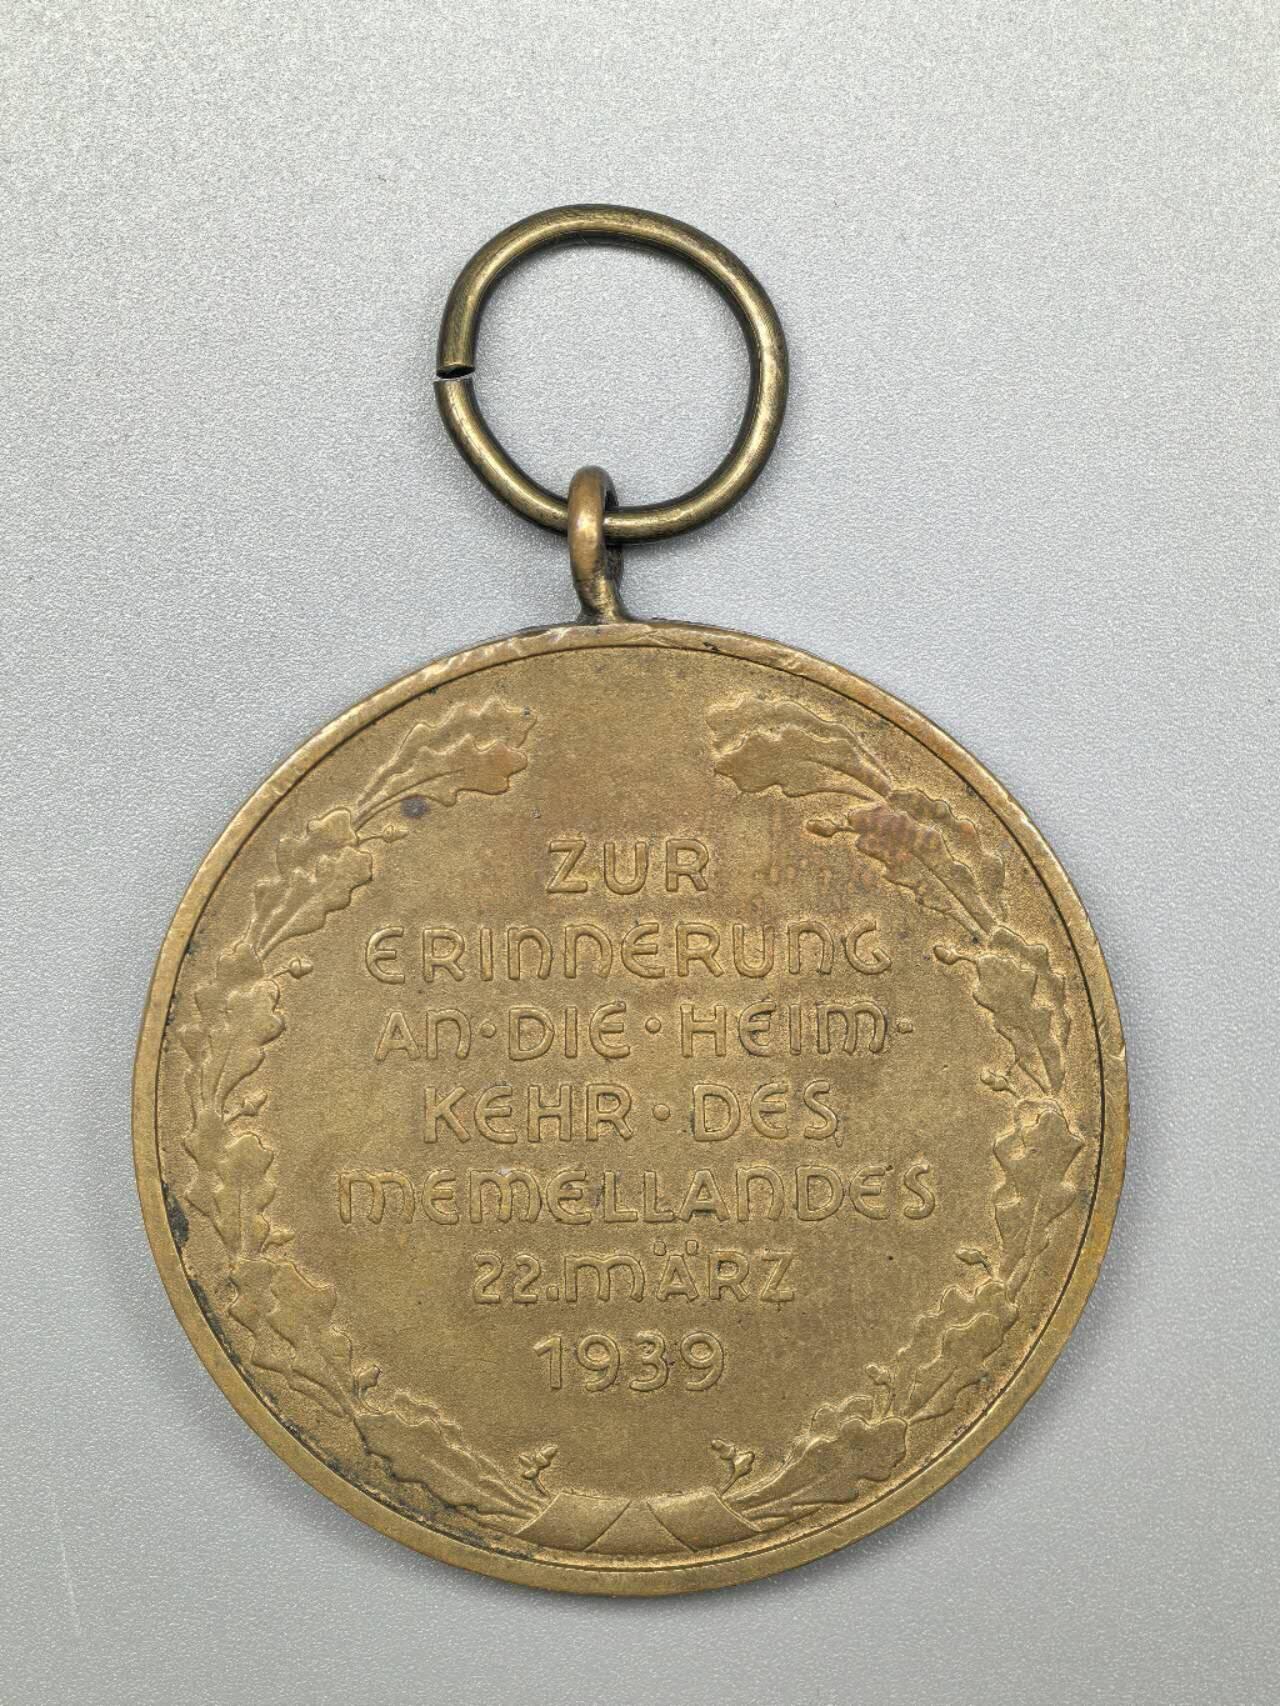 ZUR
ERINNERUNG
AN·DIE·HEIM-
KEHR·DES
MEMELLANDES
22.MÄRZ
1939